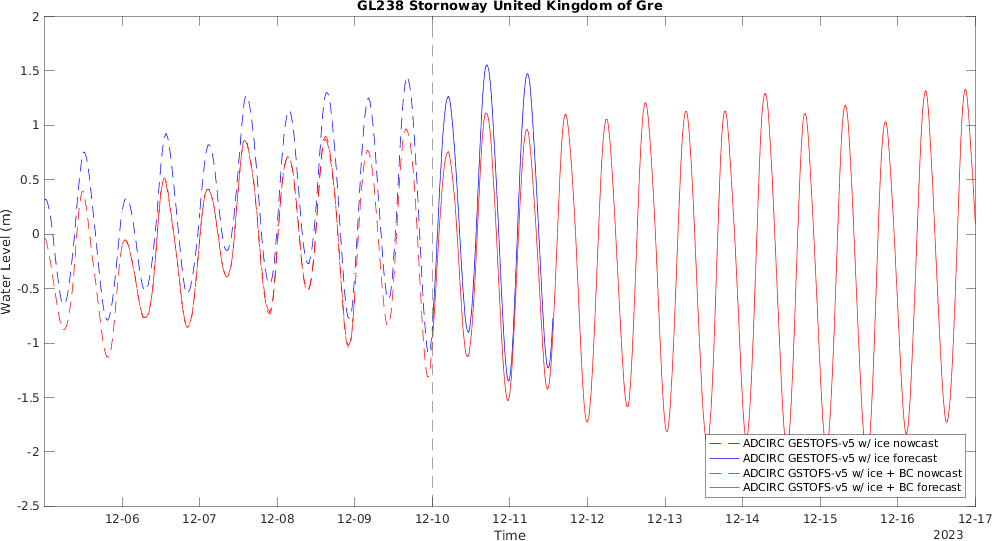 GL238 Stornoway United Kingdom of Gre
2
1.5
1
0.5
0
-0.5
-1
-1.5
-2
-2.5
Water Level (m)
12-06 12-07 12-08 12-09 12-10 12-11 12-12 12-13 12-14 12-15 12-16 12-17
Time
2023
ADCIRC GESTOFS-v5 w/ ice nowcast
ADCIRC GESTOFS-v5 w/ ice forecast
ADCIRC GSTOFS-v5 w/ ice + BC nowcast
ADCIRC GSTOFS-v5 w/ ice + BC forecast